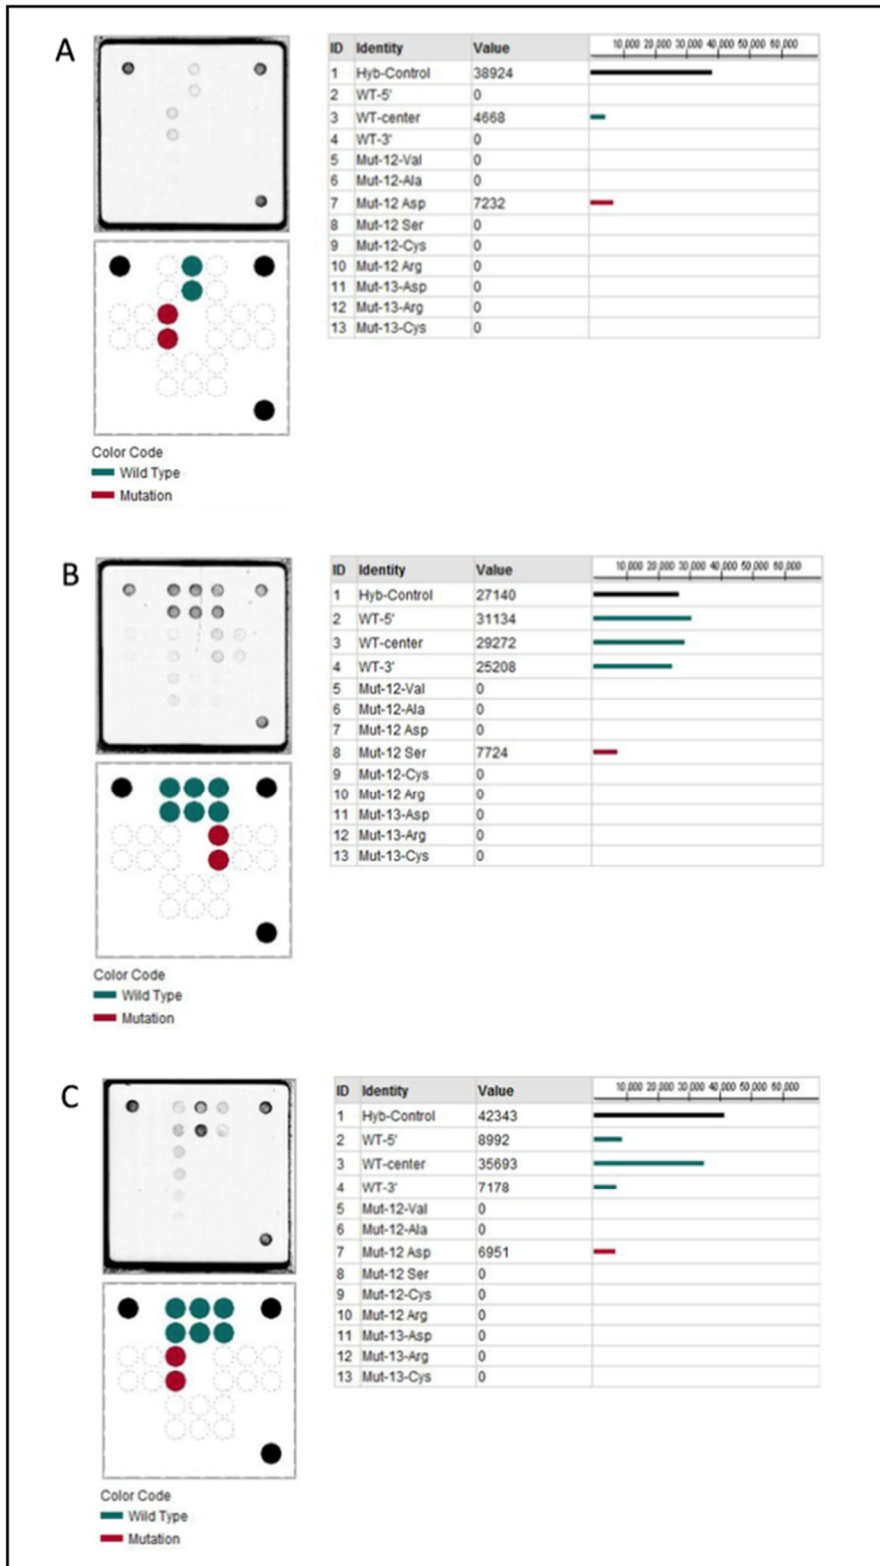 A
ID Identity Value 10,000 20,000 30,000 40,000 50,000 60,000
1 Hyb-Control 38924
2 WT-5' 0
3 WT-center 4668
4 WT-3' 0
5 Mut-12-Val 0
6 Mut-12-Ala 0
7 Mut-12 Asp 7232
8 Mut-12 Ser 0
9 Mut-12-Cys 0
10 Mut-12 Arg 0
11 Mut-13-Asp 0
12 Mut-13-Arg 0
13 Mut-13-Cys 0
Color Code
Wild Type
Mutation
B
ID Identity Value 10,000 20,000 30,000 40,000 50,000 60,000
1 Hyb-Control 27140
2 WT-5' 31134
3 WT-center 29272
4 WT-3' 25208
5 Mut-12-Val 0
6 Mut-12-Ala 0
7 Mut-12 Asp 0
8 Mut-12 Ser 7724
9 Mut-12-Cys 0
10 Mut-12 Arg 0
11 Mut-13-Asp 0
12 Mut-13-Arg 0
13 Mut-13-Cys 0
Color Code
Wild Type
Mutation
C
ID Identity Value 10,000 20,000 30,000 40,000 50,000 60,000
1 Hyb-Control 42343
2 WT-5' 8992
3 WT-center 35693
4 WT-3' 7178
5 Mut-12-Val 0
6 Mut-12-Ala 0
7 Mut-12 Asp 6951
8 Mut-12 Ser 0
9 Mut-12-Cys 0
10 Mut-12 Arg 0
11 Mut-13-Asp 0
12 Mut-13-Arg 0
13 Mut-13-Cys 0
Color Code
Wild Type
Mutation